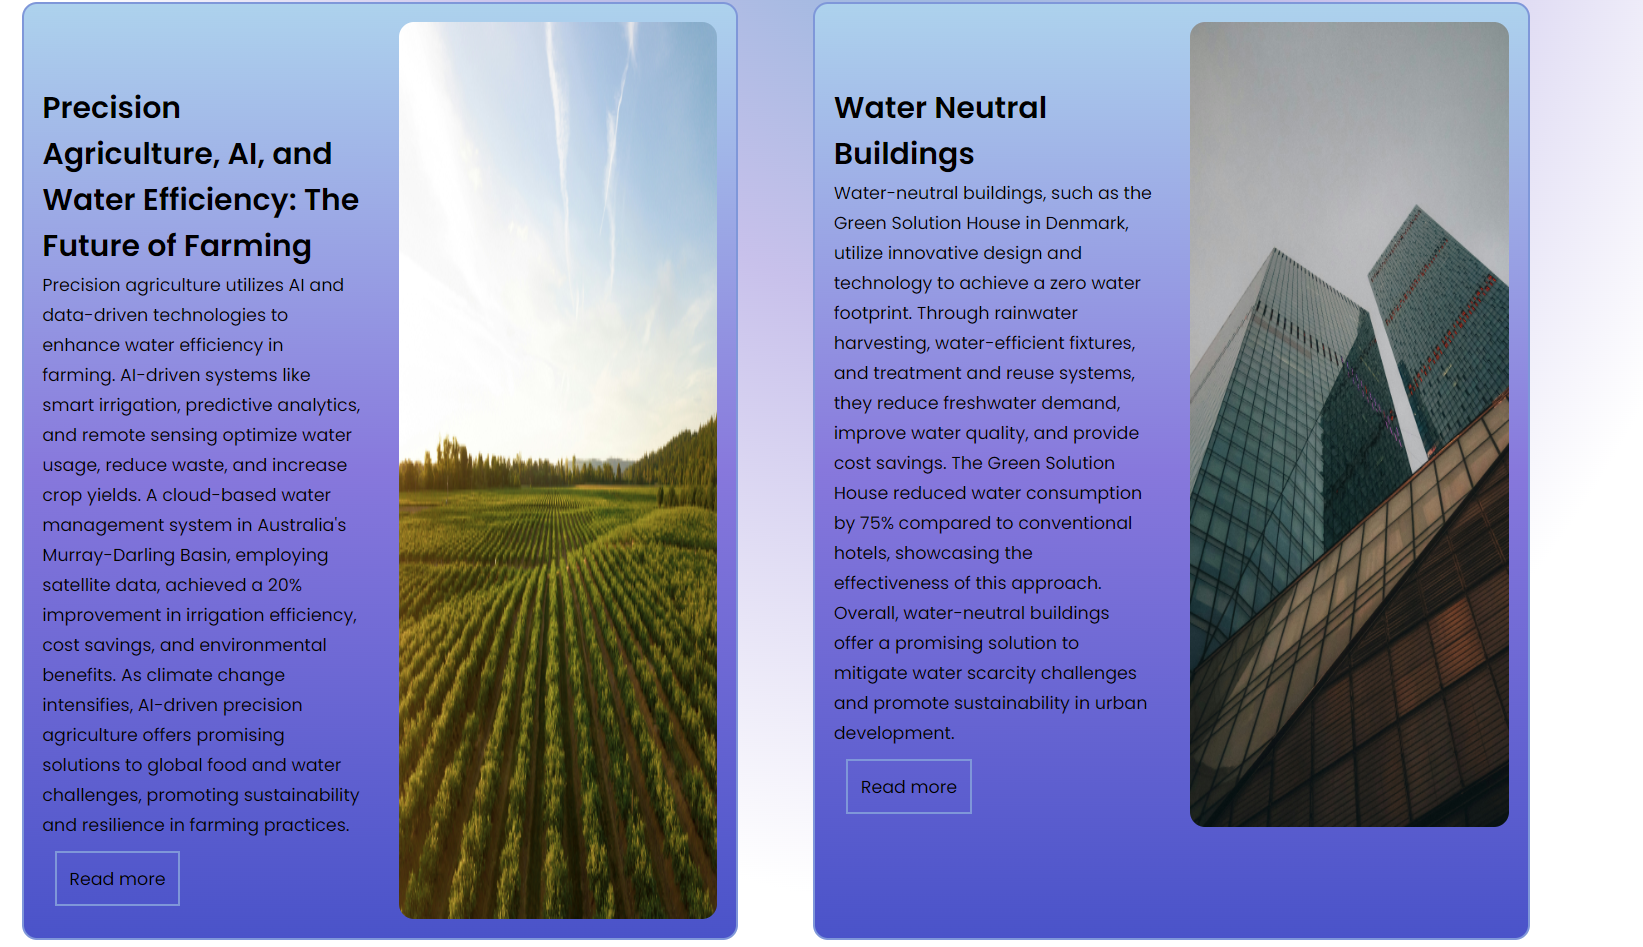 Precision
Agriculture, AI, and
Water Efficiency: The
Future of Farming
Precision agriculture utilizes AI and
data-driven technologies to
enhance water efficiency in
farming. AI-driven systems like
smart irrigation, predictive analytics,
and remote sensing optimize water
usage, reduce waste, and increase
crop yields. A cloud-based water
management system in Australia's
Murray-Darling Basin, employing
satellite data, achieved a 20%
improvement in irrigation efficiency,
cost savings, and environmental
benefits. As climate change
intensifies, AI-driven precision
agriculture offers promising
solutions to global food and water
challenges, promoting sustainability
and resilience in farming practices.
Read more
Water Neutral
Buildings
Water-neutral buildings, such as the
Green Solution House in Denmark,
utilize innovative design and
technology to achieve a zero water
footprint. Through rainwater
harvesting, water-efficient fixtures,
and treatment and reuse systems,
they reduce freshwater demand,
improve water quality, and provide
cost savings. The Green Solution
House reduced water consumption
by 75% compared to conventional
hotels, showcasing the
effectiveness of this approach.
Overall, water-neutral buildings
offer a promising solution to
mitigate water scarcity challenges
and promote sustainability in urban
development.
Read more